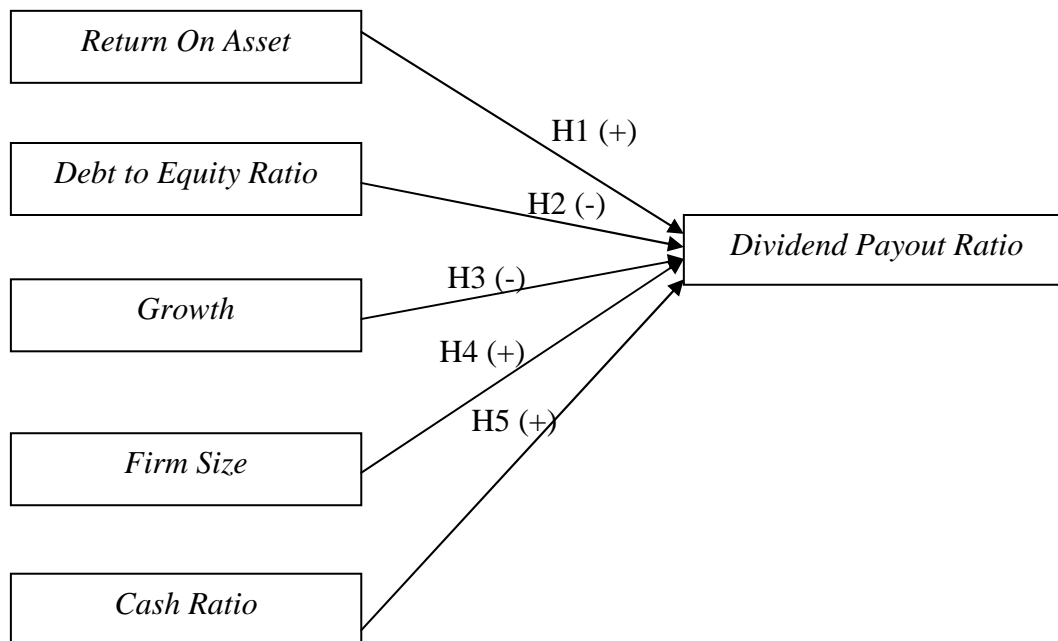 Return On Asset
H1 (+)
Debt to Equity Ratio
H2 (-)
Dividend Payout Ratio
H3 (-)
Growth
H4 (+)
H5 (+)
Firm Size
Cash Ratio